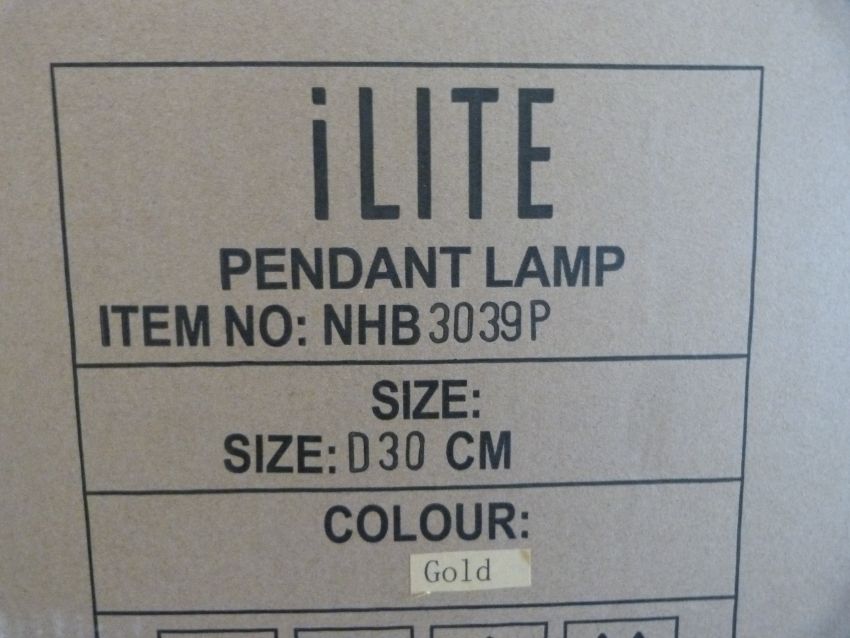 iLITE
PENDANT LAMP
ITEM NO: NHB3039P
SIZE:
SIZE: D30 CM
COLOUR:
Gold